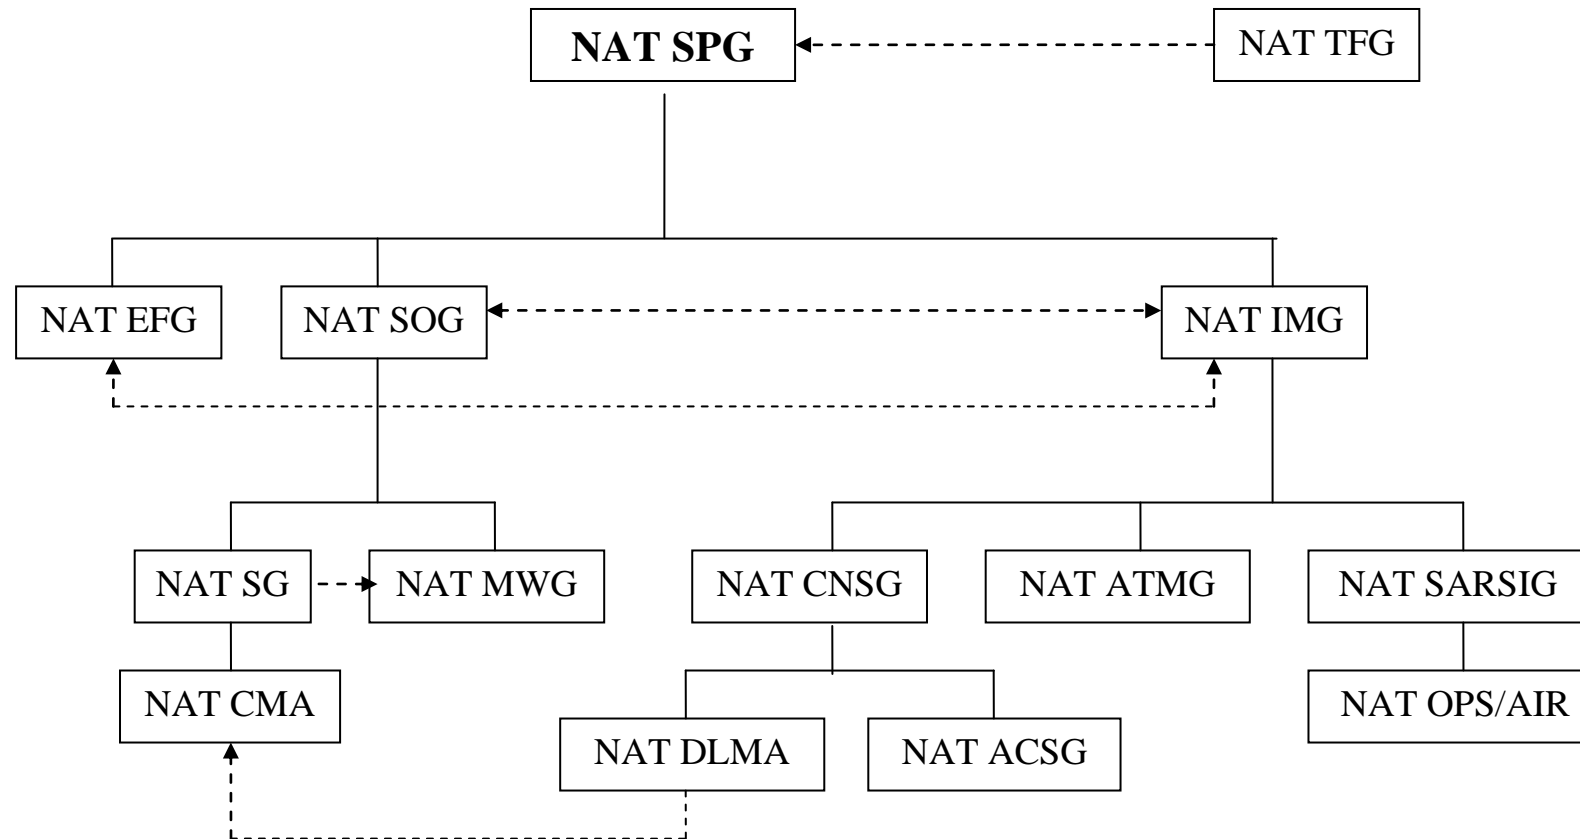 NAT SPG
NAT TFG
NAT EFG
NAT SOG
NAT IMG
NAT SG
NAT MWG
NAT CNSG
NAT ATMG
NAT SARSIG
NAT CMA
NAT OPS/AIR
NAT DLMA
NAT ACSG